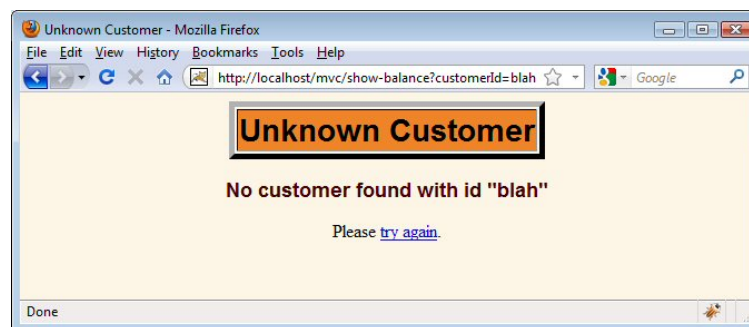 Unknown Customer - Mozilla Firefox
File Edit View History Bookmarks Tools Help
http://localhost/mvc/show-balance?customerId=blah Google
Unknown Customer
No customer found with id "blah"
Please try again.
Done